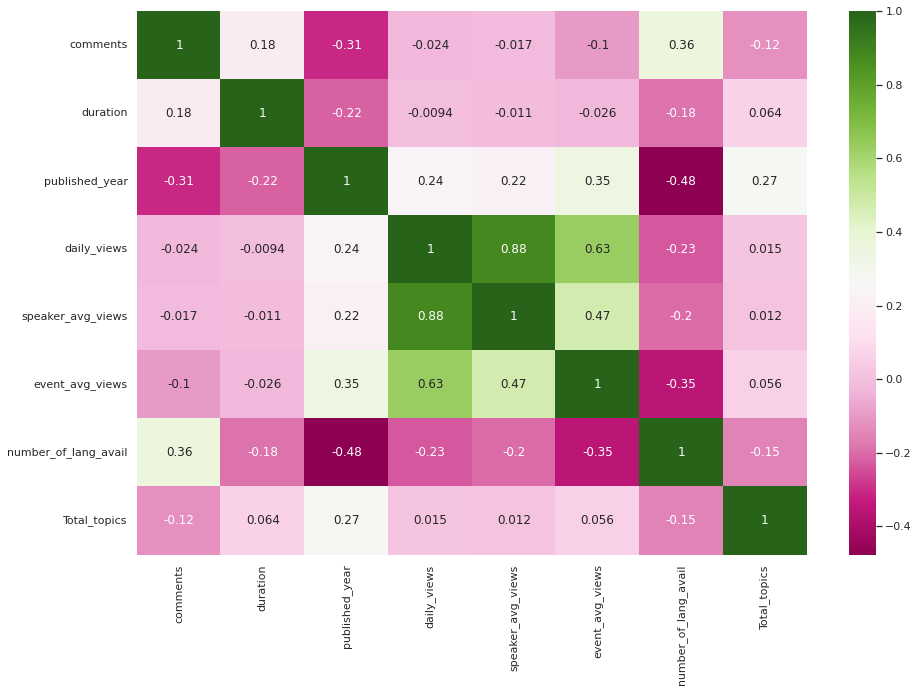 comments 1 0.18 -0.31 -0.024 -0.017 -0.1 0.36 -0.12
duration 0.18 1 -0.22 -0.0094 -0.011 -0.026 -0.18 0.064
published_year -0.31 -0.22 1 0.24 0.22 0.35 -0.48 0.27
daily_views -0.024 -0.0094 0.24 1 0.88 0.63 -0.23 0.015
speaker_avg_views -0.017 -0.011 0.22 0.88 1 0.47 -0.2 0.012
event_avg_views -0.1 -0.026 0.35 0.63 0.47 1 -0.35 0.056
number_of_lang_avail 0.36 -0.18 -0.48 -0.23 -0.2 -0.35 1 -0.15
Total_topics -0.12 0.064 0.27 0.015 0.012 0.056 -0.15 1
comments
duration
published_year
daily_views
speaker_avg_views
event_avg_views
number_of_lang_avail
Total_topics
1.0
0.8
0.6
0.4
0.2
0.0
−0.2
−0.4